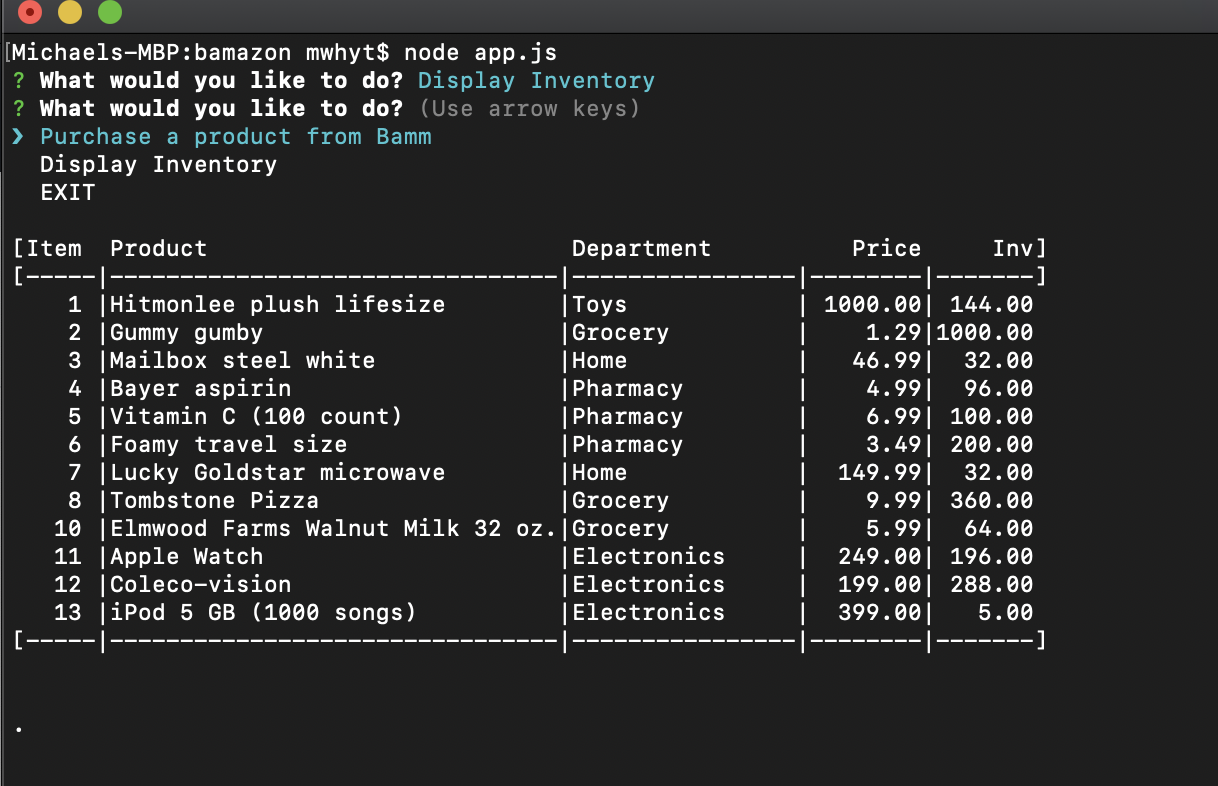 [Michaels-MBP:bamazon mwhyt$ node app.js
? What would you like to do? Display Inventory
? What would you like to do? (Use arrow keys)
❯ Purchase a product from Bamm
  Display Inventory
  EXIT
[Item  Product                          Department          Price     Inv]
[-----|--------------------------------|----------------|--------|-------]
    1 |Hitmonlee plush lifesize        |Toys            | 1000.00| 144.00
    2 |Gummy gumby                     |Grocery         |    1.29|1000.00
    3 |Mailbox steel white             |Home            |   46.99|  32.00
    4 |Bayer aspirin                   |Pharmacy        |    4.99|  96.00
    5 |Vitamin C (100 count)           |Pharmacy        |    6.99| 100.00
    6 |Foamy travel size               |Pharmacy        |    3.49| 200.00
    7 |Lucky Goldstar microwave        |Home            |  149.99|  32.00
    8 |Tombstone Pizza                 |Grocery         |    9.99| 360.00
   10 |Elmwood Farms Walnut Milk 32 oz.|Grocery         |    5.99|  64.00
   11 |Apple Watch                     |Electronics     |  249.00| 196.00
   12 |Coleco-vision                   |Electronics     |  199.00| 288.00
   13 |iPod 5 GB (1000 songs)          |Electronics     |  399.00|   5.00
[-----|--------------------------------|----------------|--------|-------]
.